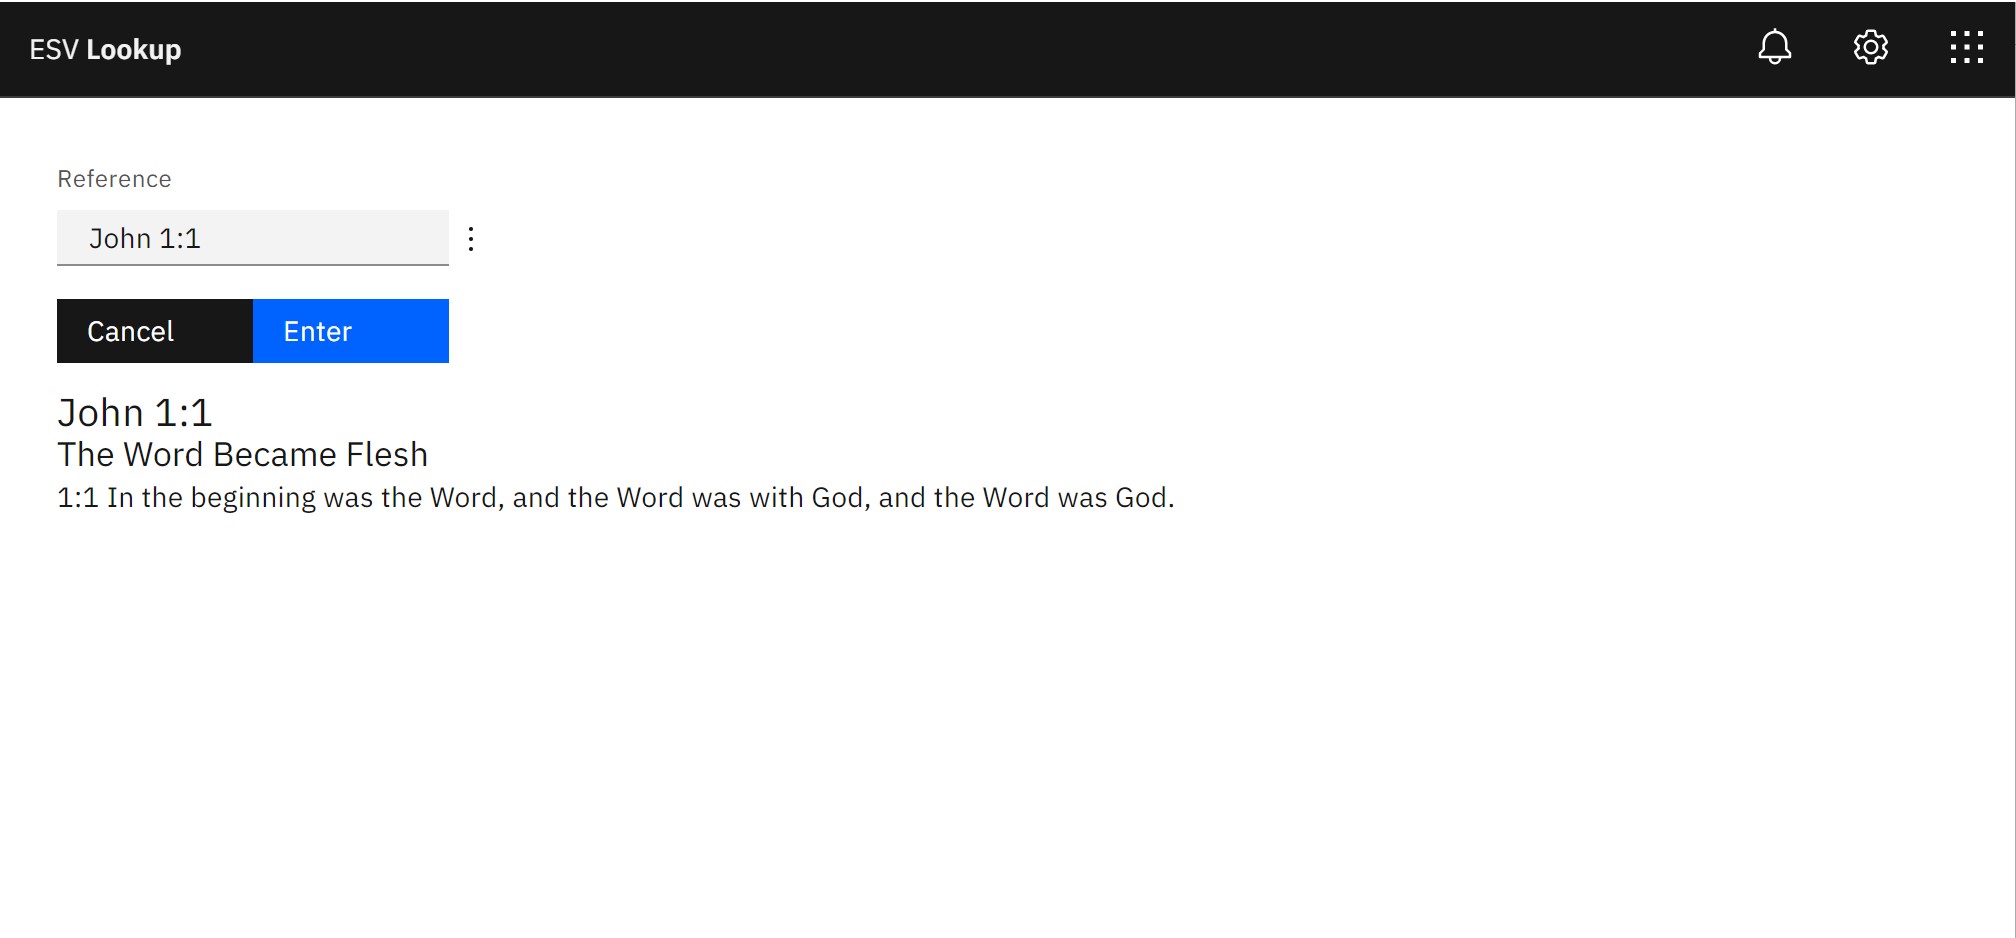 ESV Lookup
Reference
John 1:1
Cancel Enter
John 1:1
The Word Became Flesh
1:1 In the beginning was the Word, and the Word was with God, and the Word was God.